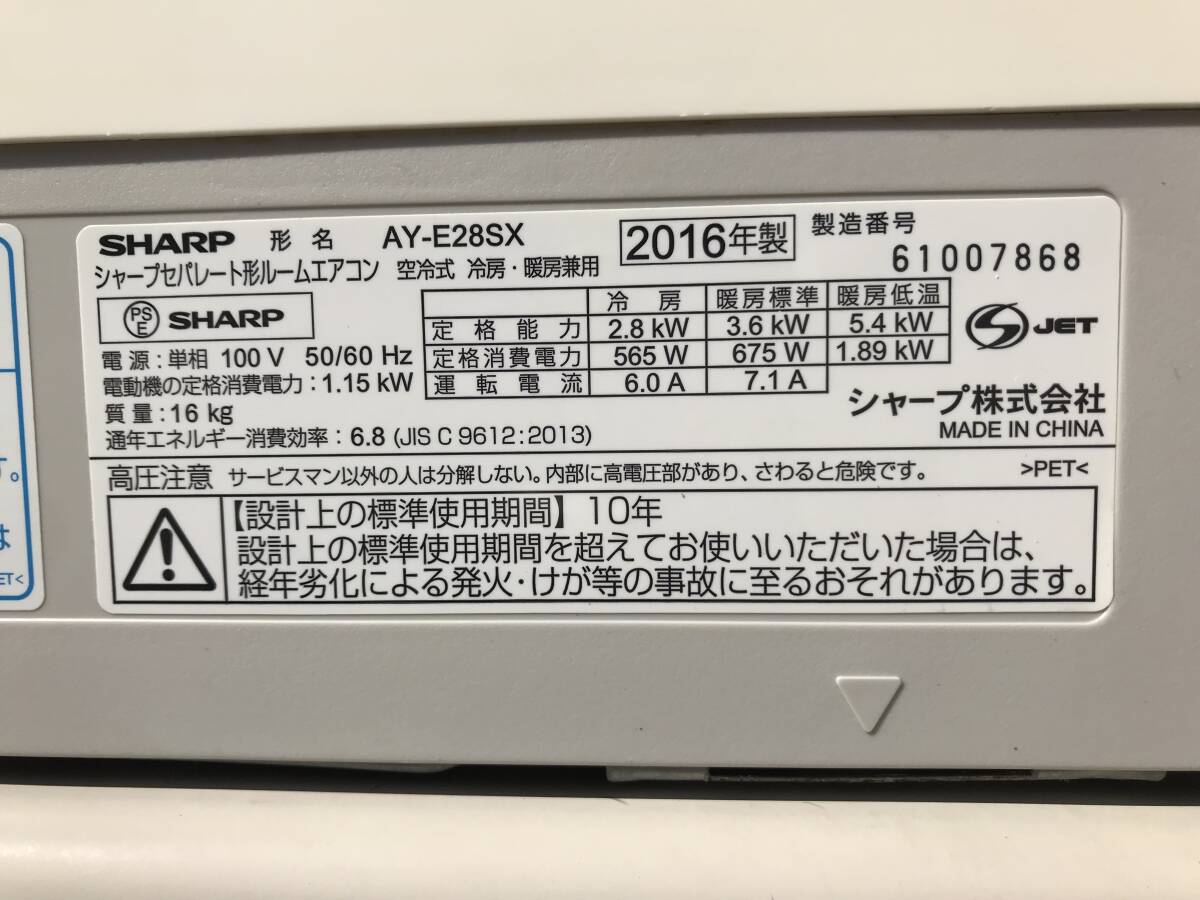 SHARP 形名 AY-E28SX 2016年製 製造番号 61007868
シャープセパレート形ルームエアコン 空冷式 冷房・暖房兼用
PS E SHARP
電源:単相 100V 50/60 Hz
電動機の定格消費電力:1.15 kW
質量:16 kg
通年エネルギー消費効率:6.8 (JIS C 9612:2013)
冷房 暖房標準 暖房低温
定格能力 2.8 kW 3.6 kW 5.4 kW
定格消費電力 565 W 675 W 1.89 kW
運転電流 6.0 A 7.1 A
S JET
シャープ株式会社
MADE IN CHINA
高圧注意 サービスマン以外の人は分解しない。内部に高電圧部があり、さわると危険です。 >PET<
【設計上の標準使用期間】10年
設計上の標準使用期間を超えてお使いいただいた場合は、
経年劣化による発火・けが等の事故に至るおそれがあります。
す。
は
ET<